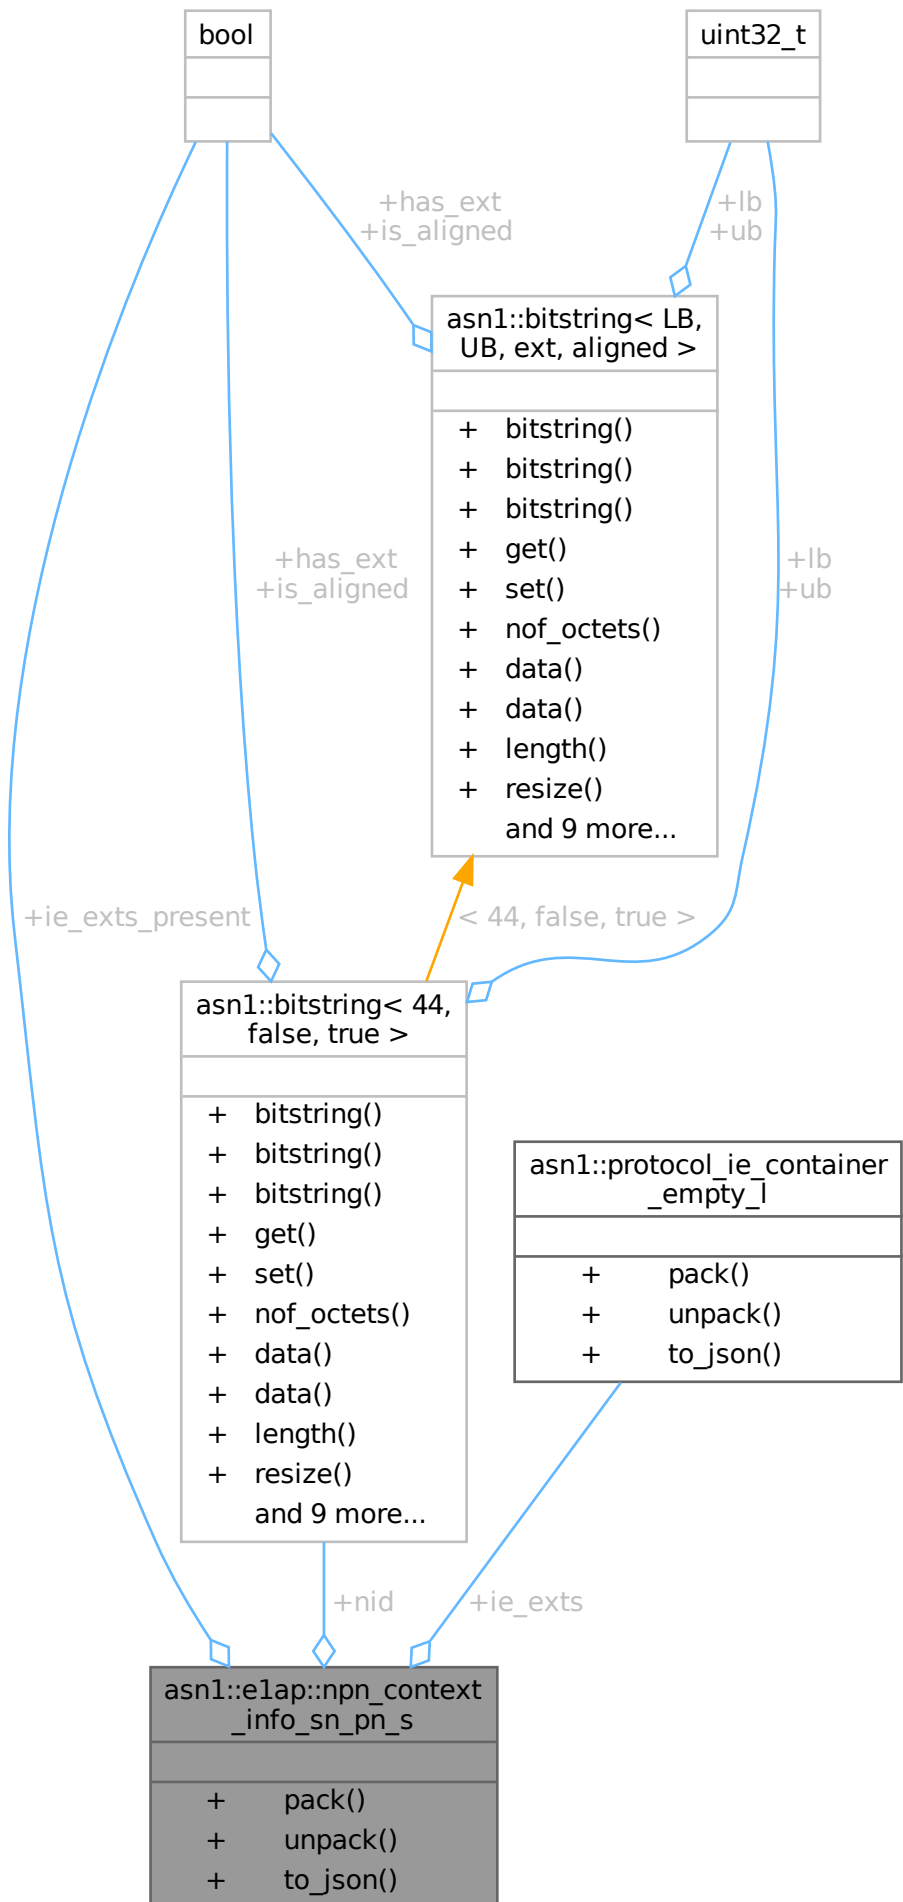 bool
uint32_t
+has_ext
+is_aligned
+lb
+ub
asn1::bitstring< LB,
UB, ext, aligned >
+ bitstring()
+ bitstring()
+ bitstring()
+ get()
+ set()
+ nof_octets()
+ data()
+ data()
+ length()
+ resize()
and 9 more...
+has_ext
+is_aligned
+lb
+ub
+ie_exts_present
< 44, false, true >
asn1::bitstring< 44,
false, true >
+ bitstring()
+ bitstring()
+ bitstring()
+ get()
+ set()
+ nof_octets()
+ data()
+ data()
+ length()
+ resize()
and 9 more...
asn1::protocol_ie_container
_empty_l
+ pack()
+ unpack()
+ to_json()
+nid
+ie_exts
asn1::e1ap::npn_context
_info_sn_pn_s
+ pack()
+ unpack()
+ to_json()